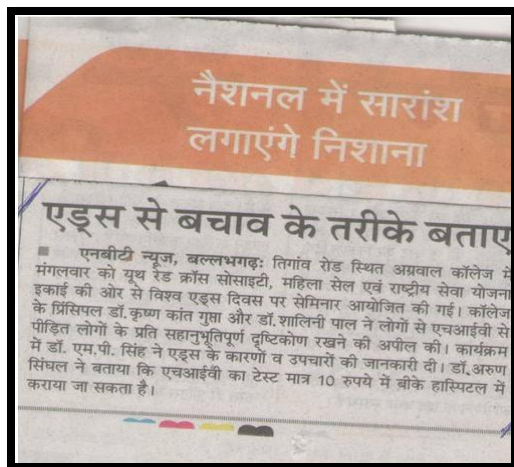 नैशनल में सारांश
लगाएंगे निशाना
एड्स से बचाव के तरीके बताए
एनबीटी न्यूज, बल्लभगढ़: तिगांव रोड स्थित अग्रवाल कॉलेज में
मंगलवार को यूथ रेड क्रॉस सोसाइटी, महिला सेल एवं राष्ट्रीय सेवा योजना
इकाई की ओर से विश्व एड्स दिवस पर सेमिनार आयोजित की गई। कॉलेज
के प्रिंसिपल डॉ. कृष्ण कांत गुप्ता और डॉ. शालिनी पाल ने लोगों से एचआईवी से
पीड़ित लोगों के प्रति सहानुभूतिपूर्ण दृष्टिकोण रखने की अपील की। कार्यक्रम
में डॉ. एम.पी. सिंह ने एड्स के कारणों व उपचारों की जानकारी दी। डॉ. अरुण
सिंघल ने बताया कि एचआईवी का टेस्ट मात्र 10 रुपये में बीके हास्पिटल में
कराया जा सकता है।